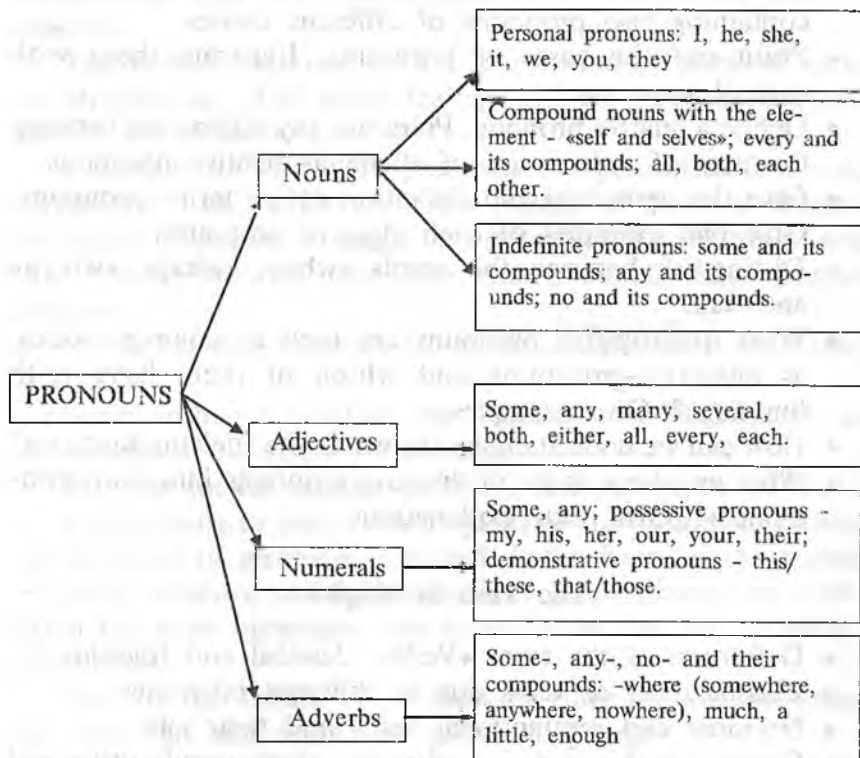 Personal pronouns: I, he, she,
it, we, you, they
Compound nouns with the ele-
ment - «self and selves»; every and
its compounds; all, both, each
other.
Nouns
Indefinite pronouns: some and its
compounds; any and its compo-
unds; no and its compounds.
PRONOUNS
Some, any, many, several,
both, either, all, every, each.
Adjectives
Some, any; possessive pronouns -
my, his, her, our, your, their;
demonstrative pronouns - this/
these, that/those.
Numerals
Some-, any-, no- and their
compounds: -where (somewhere,
anywhere, nowhere), much, a
little, enough
Adverbs